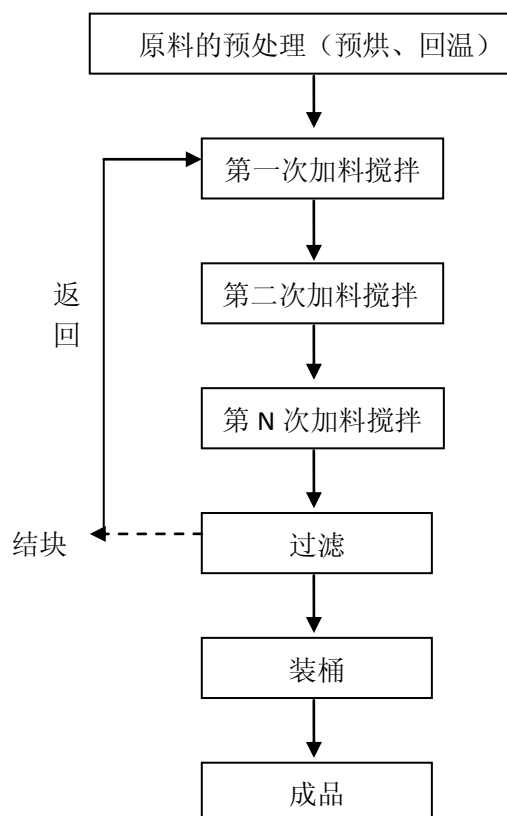 原料的预处理（预烘、回温）
第一次加料搅拌
返
回
第二次加料搅拌
第 N 次加料搅拌
结块
过滤
装桶
成品